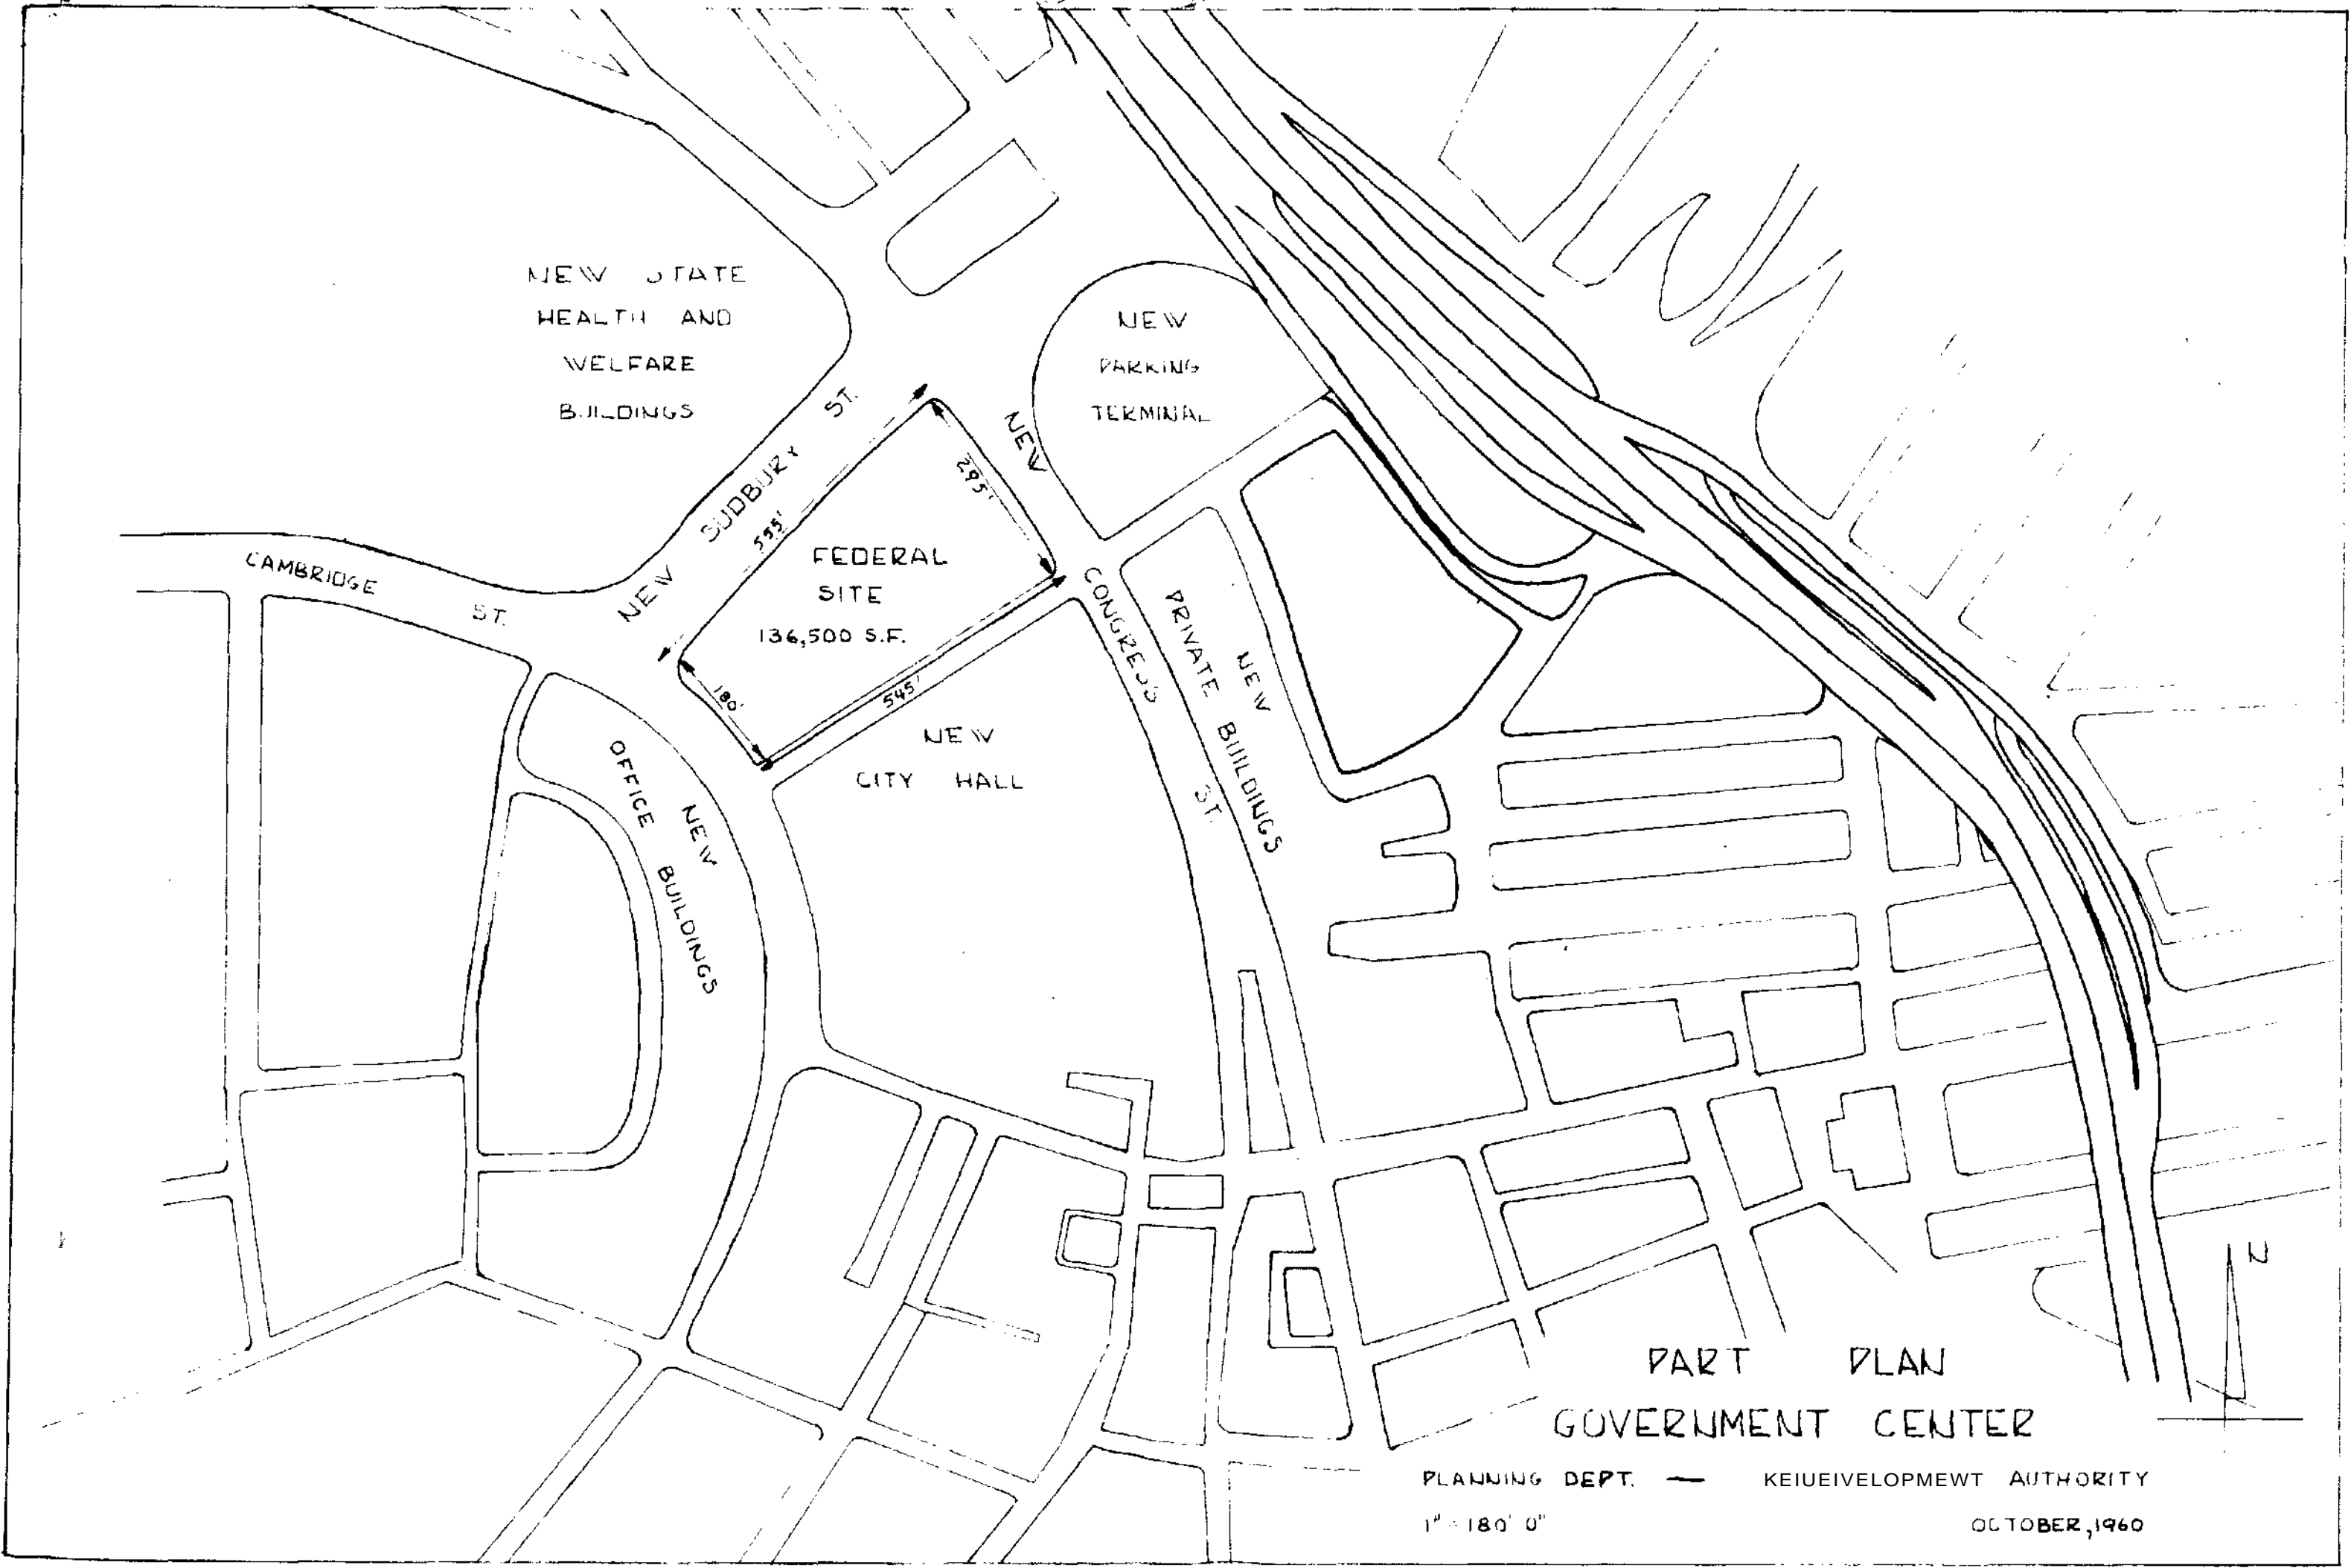 NEW STATE
HEALTH AND
WELFARE
BUILDINGS
NEW
PARKING
TERMINAL
NEW SUDBURY ST.
295'
FEDERAL
SITE
136,500 S.F.
545'
180'
CAMBRIDGE ST.
NEW CONGRESS ST.
NEW
PRIVATE BUILDINGS
NEW
CITY HALL
NEW
OFFICE BUILDINGS
N
PART PLAN
GOVERNMENT CENTER
PLANNING DEPT. — KEIUEIVELOPMEWT AUTHORITY
1" = 180' 0"
OCTOBER, 1960